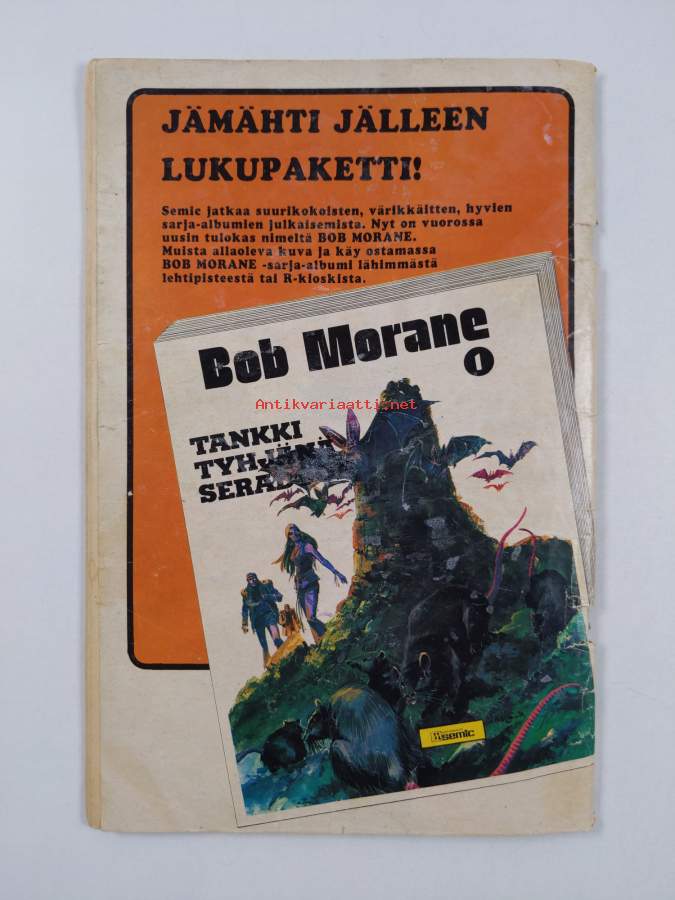 JÄMÄHTI JÄLLEEN
LUKUPAKETTI!
Semic jatkaa suurikokoisten, värikkäitten, hyvien
sarja-albumien julkaisemista. Nyt on vuorossa
uusin tulokas nimeltä BOB MORANE.
Muista allaoleva kuva ja käy ostamassa
BOB MORANE -sarja-albumi lähimmästä
lehtipisteestä tai R-kioskista.
Bob Morane
1
Antikvariaatti.net
TANKKI
TYHJÄNÄ
semic